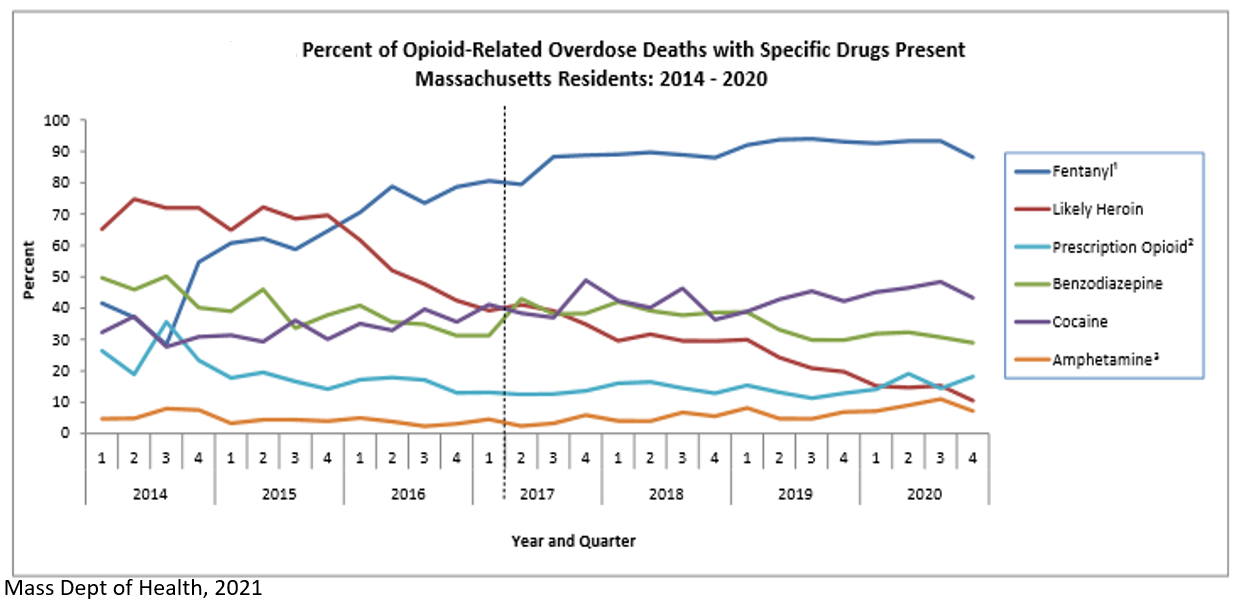 Percent of Opioid-Related Overdose Deaths with Specific Drugs Present
Massachusetts Residents: 2014 - 2020
100
90
80
70
60
50
40
30
20
10
0
Percent
Fentanyl¹
Likely Heroin
Prescription Opioid²
Benzodiazepine
Cocaine
Amphetamine³
1 2 3 4 1 2 3 4 1 2 3 4 1 2 3 4 1 2 3 4 1 2 3 4 1 2 3 4
2014 2015 2016 2017 2018 2019 2020
Year and Quarter
Mass Dept of Health, 2021